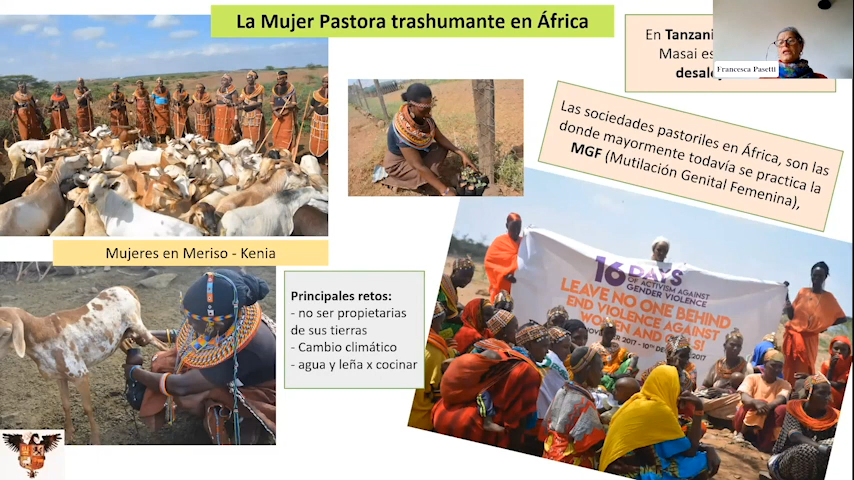 La Mujer Pastora trashumante en África
En Tanzani
Masai es
Francesca Pasetti
Las sociedades pastoriles en África, son las
donde mayormente todavía se practica la
MGF (Mutilación Genital Femenina),
Mujeres en Meriso - Kenia
Principales retos:
- no ser propietarias
de sus tierras
- Cambio climático
- agua y leña x cocinar
16 DAYS
OF ACTIVISM AGAINST
GENDER VIOLENCE
LEAVE NO ONE BEHIND
END VIOLENCE AGAINST
WOMEN AND
2017 - 10
2017